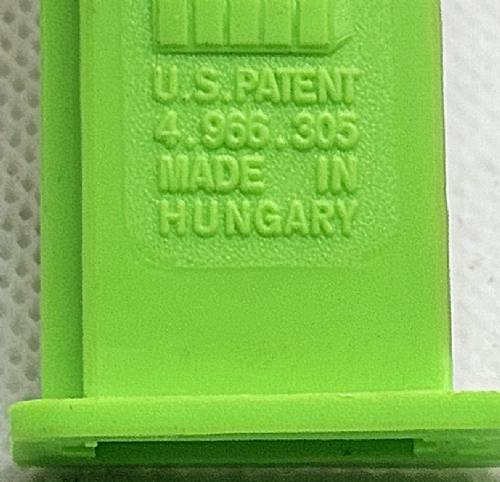 U.S.PATENT
4.966.305
MADE IN
HUNGARY